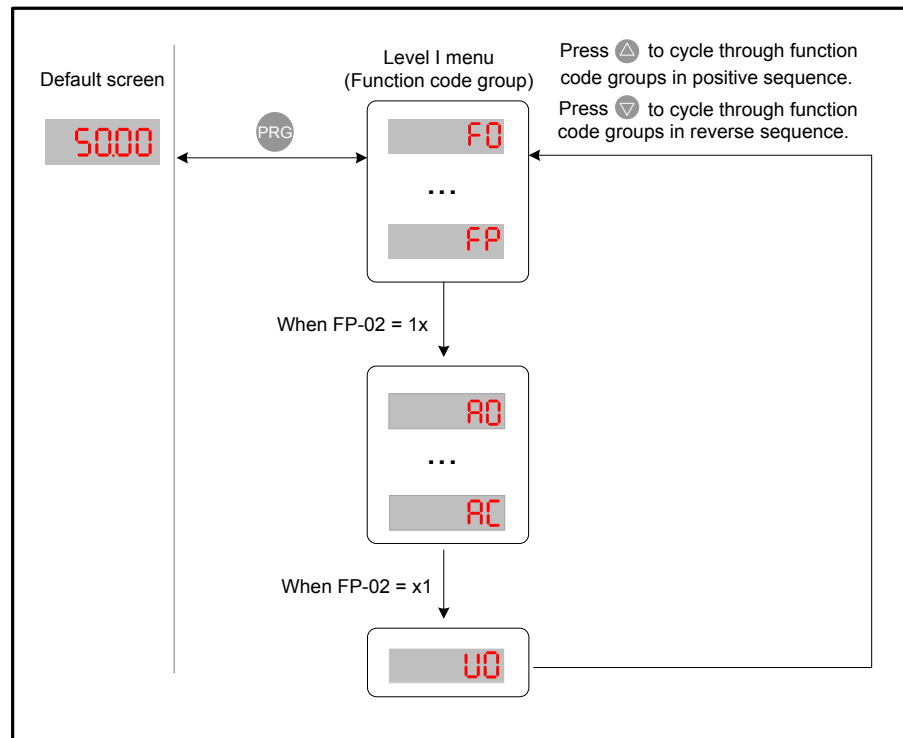 Default screen
50.00
PRG
Level I menu
(Function code group)
F0
...
FP
Press to cycle through function
code groups in positive sequence.
Press to cycle through function
code groups in reverse sequence.
When FP-02 = 1x
A0
...
AC
When FP-02 = x1
U0